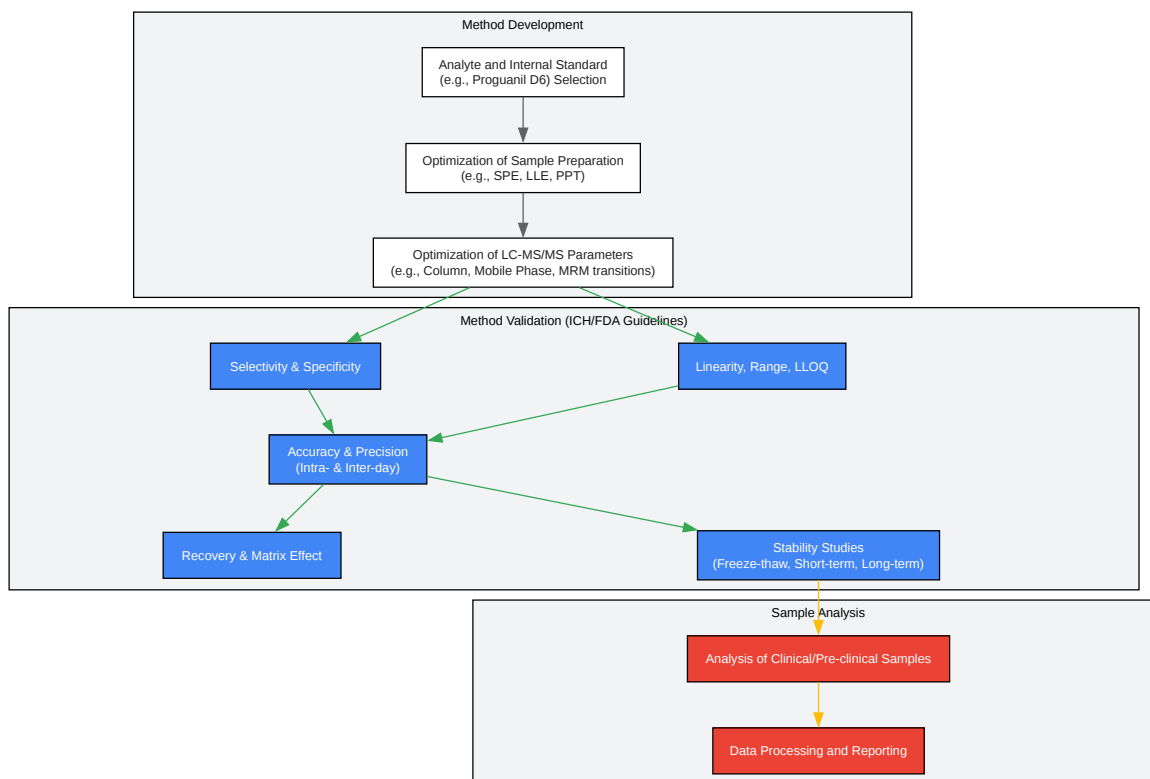 Method Development
Analyte and Internal Standard
(e.g., Proguanil D6) Selection
Optimization of Sample Preparation
(e.g., SPE, LLE, PPT)
Optimization of LC-MS/MS Parameters
(e.g., Column, Mobile Phase, MRM transitions)
Method Validation (ICH/FDA Guidelines)
Selectivity & Specificity
Linearity, Range, LLOQ
Accuracy & Precision
(Intra- & Inter-day)
Recovery & Matrix Effect
Stability Studies
(Freeze-thaw, Short-term, Long-term)
Sample Analysis
Analysis of Clinical/Pre-clinical Samples
Data Processing and Reporting